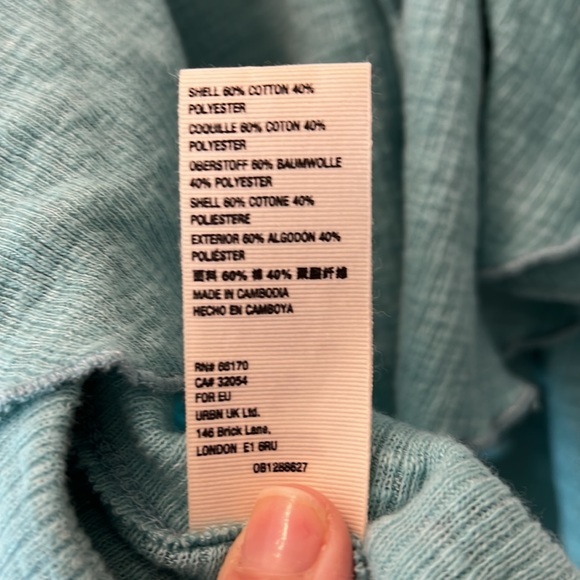 SHELL 60% COTTON 40%
POLYESTER
COQUILLE 60% COTON 40%
POLYESTER
OBERSTOFF 60% BAUMWOLLE
40% POLYESTER
SHELL 60% COTONE 40%
POLIESTERE
EXTERIOR 60% ALGODÓN 40%
POLIÉSTER
面料 60% 棉 40% 聚酯纤维
MADE IN CAMBODIA
HECHO EN CAMBOYA
RN# 66170
CA# 32054
FOR EU
URBN UK Ltd.
146 Brick Lane,
LONDON E1 6RU
OB1288627